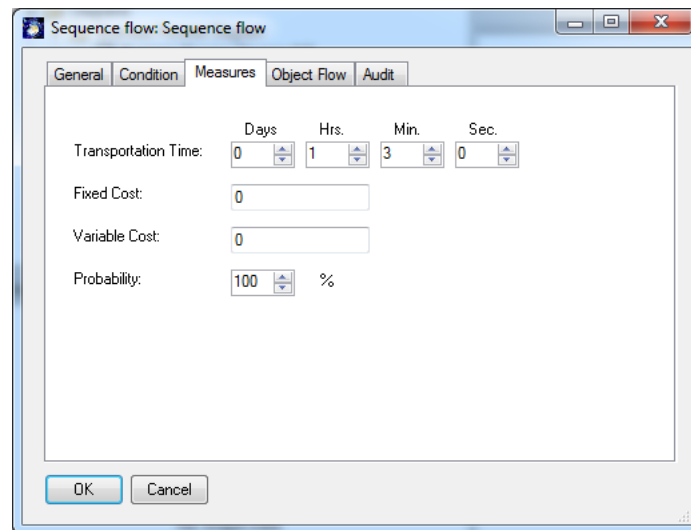 Sequence flow: Sequence flow
General Condition Measures Object Flow Audit
Days Hrs. Min. Sec.
Transportation Time: 0 1 3 0
Fixed Cost: 0
Variable Cost: 0
Probability: 100 %
OK Cancel